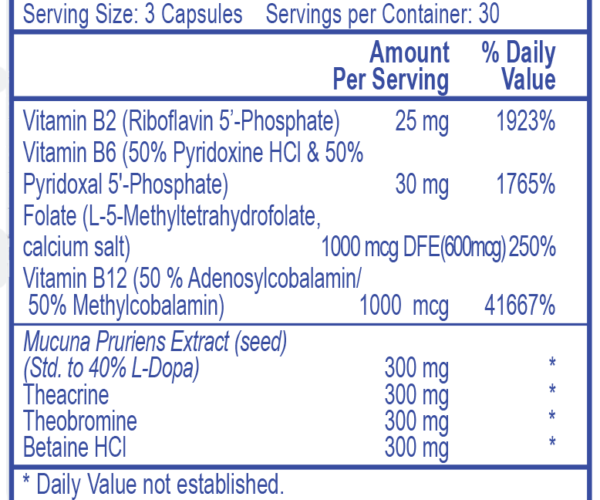 Serving Size: 3 Capsules Servings per Container: 30
Amount Per Serving % Daily Value
Vitamin B2 (Riboflavin 5’-Phosphate) 25 mg 1923%
Vitamin B6 (50% Pyridoxine HCl & 50%
Pyridoxal 5'-Phosphate) 30 mg 1765%
Folate (L-5-Methyltetrahydrofolate,
calcium salt) 1000 mcg DFE(600mcg) 250%
Vitamin B12 (50 % Adenosylcobalamin/
50% Methylcobalamin) 1000 mcg 41667%
Mucuna Pruriens Extract (seed)
(Std. to 40% L-Dopa) 300 mg *
Theacrine 300 mg *
Theobromine 300 mg *
Betaine HCl 300 mg *
* Daily Value not established.